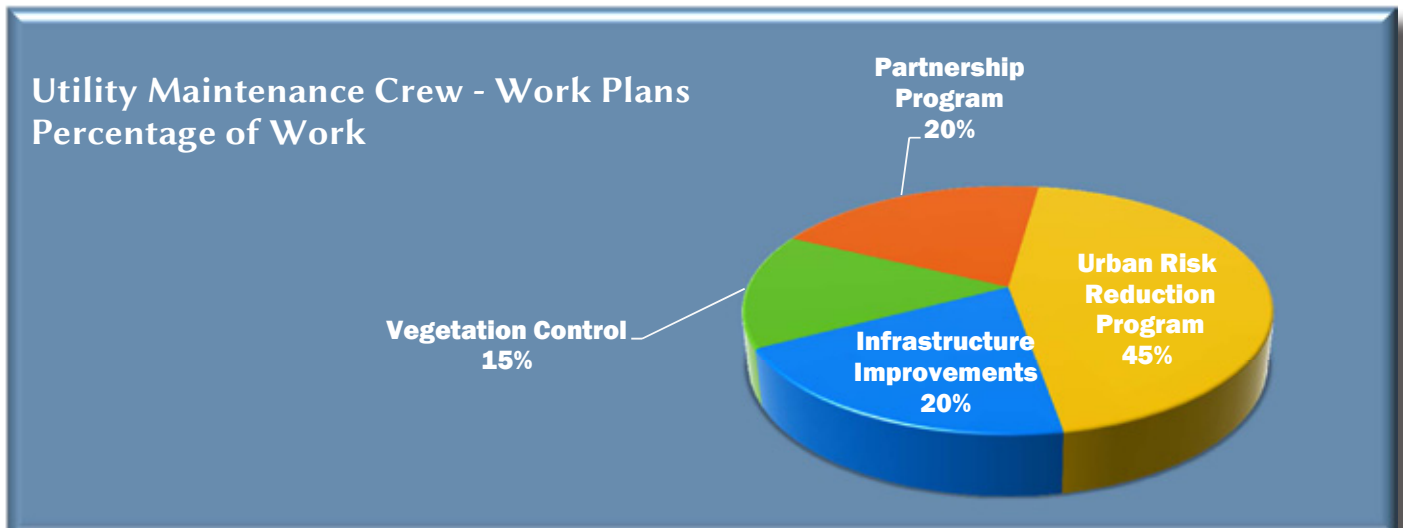 Utility Maintenance Crew - Work Plans
Percentage of Work
Partnership
Program
20%
Urban Risk
Reduction
Program
45%
Infrastructure
Improvements
20%
Vegetation Control
15%